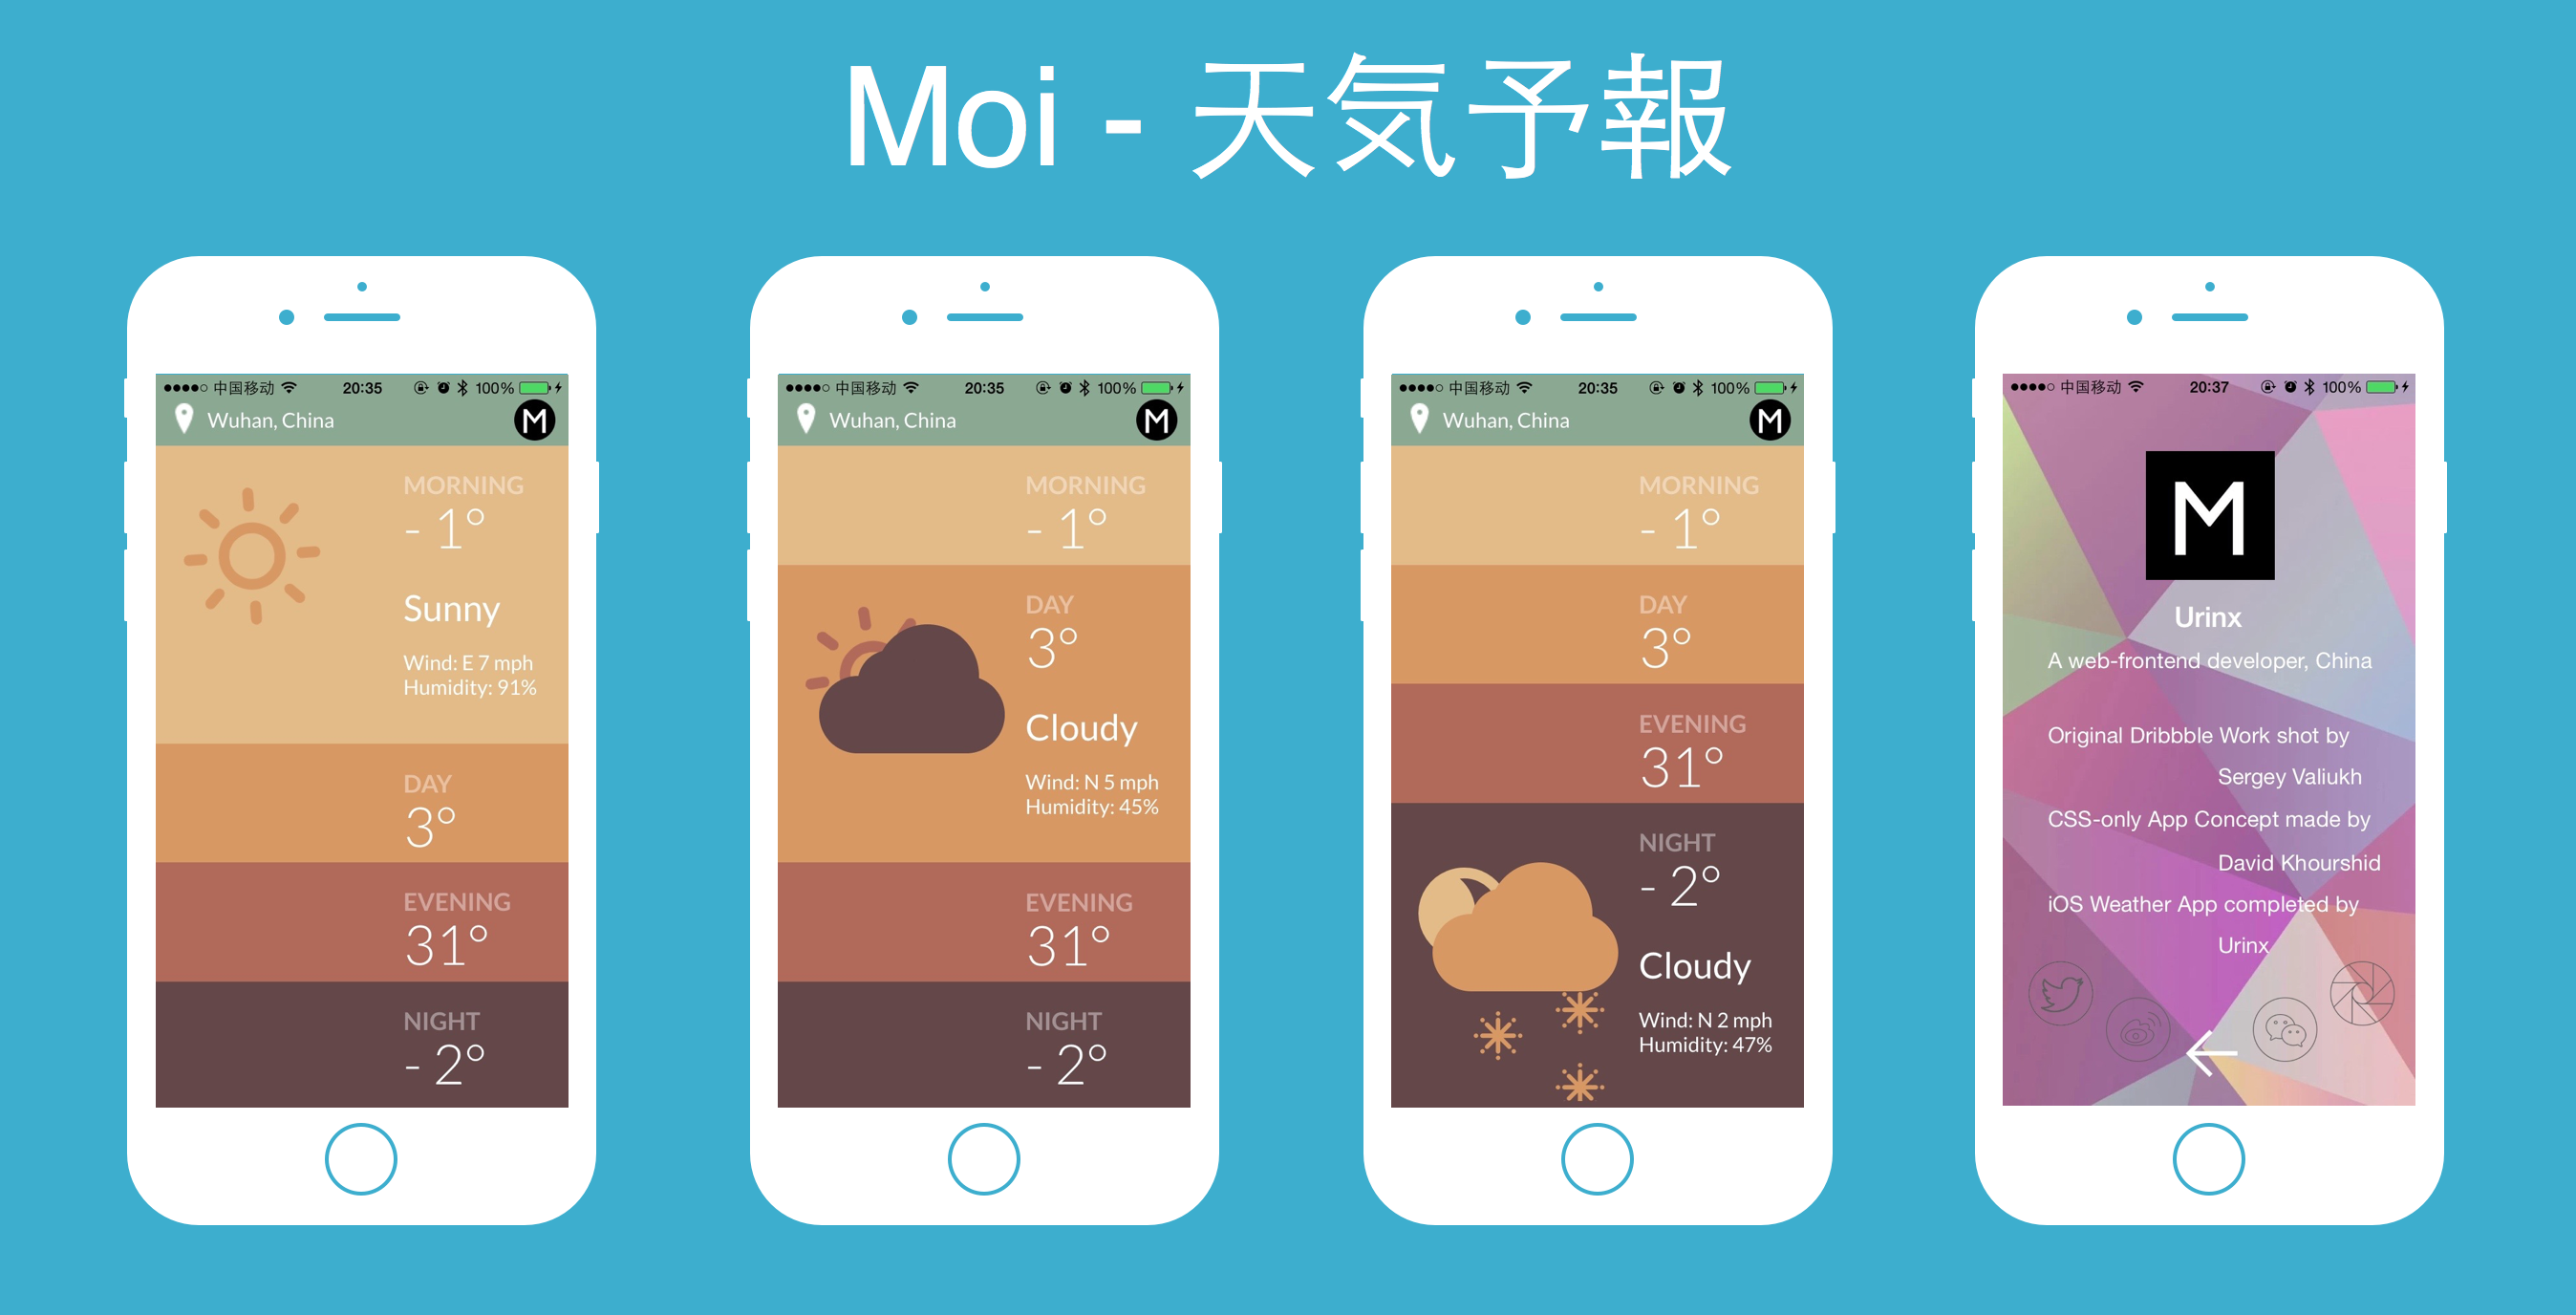 Moi - 天気予報
中国移动 20:35 100%
Wuhan, China M
MORNING
- 1°
Sunny
Wind: E 7 mph
Humidity: 91%
DAY
3°
EVENING
31°
NIGHT
- 2°
中国移动 20:35 100%
Wuhan, China M
MORNING
- 1°
DAY
3°
Cloudy
Wind: N 5 mph
Humidity: 45%
EVENING
31°
NIGHT
- 2°
中国移动 20:35 100%
Wuhan, China M
MORNING
- 1°
DAY
3°
EVENING
31°
NIGHT
- 2°
Cloudy
Wind: N 2 mph
Humidity: 47%
中国移动 20:37 100%
M
Urinx
A web-frontend developer, China
Original Dribbble Work shot by
Sergey Valiukh
CSS-only App Concept made by
David Khourshid
iOS Weather App completed by
Urinx